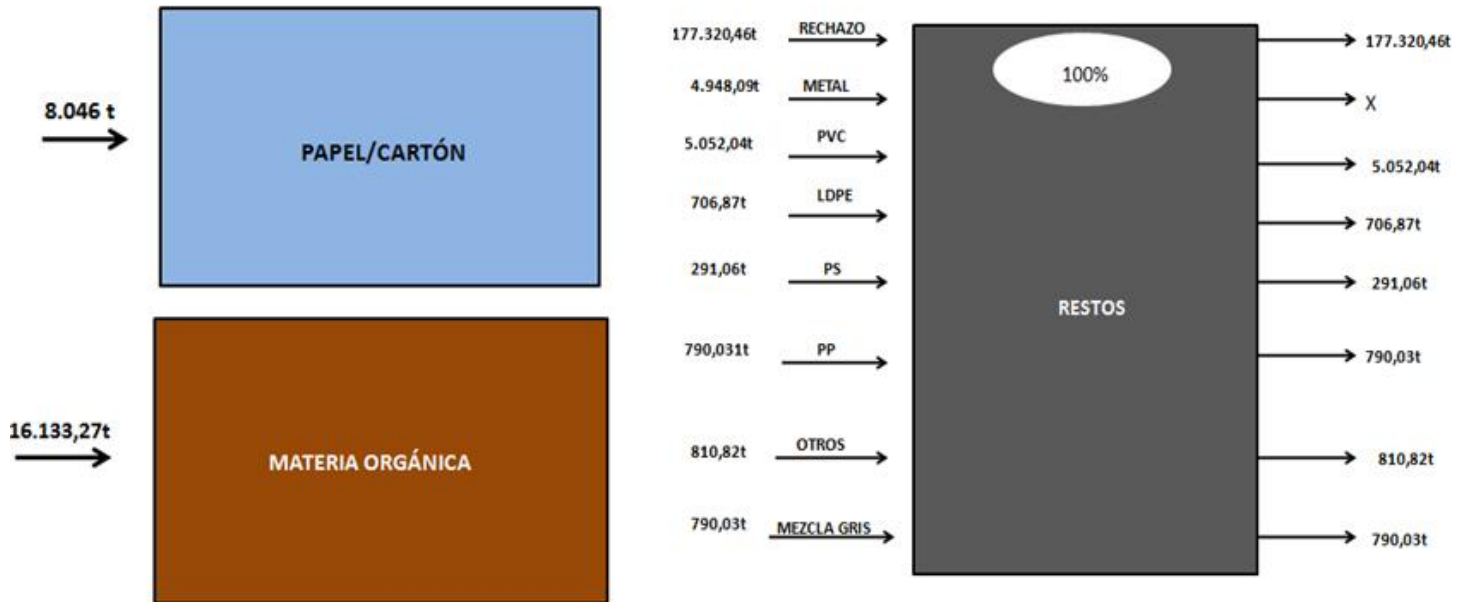 8.046 t
PAPEL/CARTÓN
16.133,27t
MATERIA ORGÁNICA
177.320,46t RECHAZO 177.320,46t
100%
4.948,09t METAL X
5.052,04t PVC 5.052,04t
706,87t LDPE 706,87t
291,06t PS 291,06t
RESTOS
790,031t PP 790,03t
810,82t OTROS 810,82t
790,03t MEZCLA GRIS 790,03t